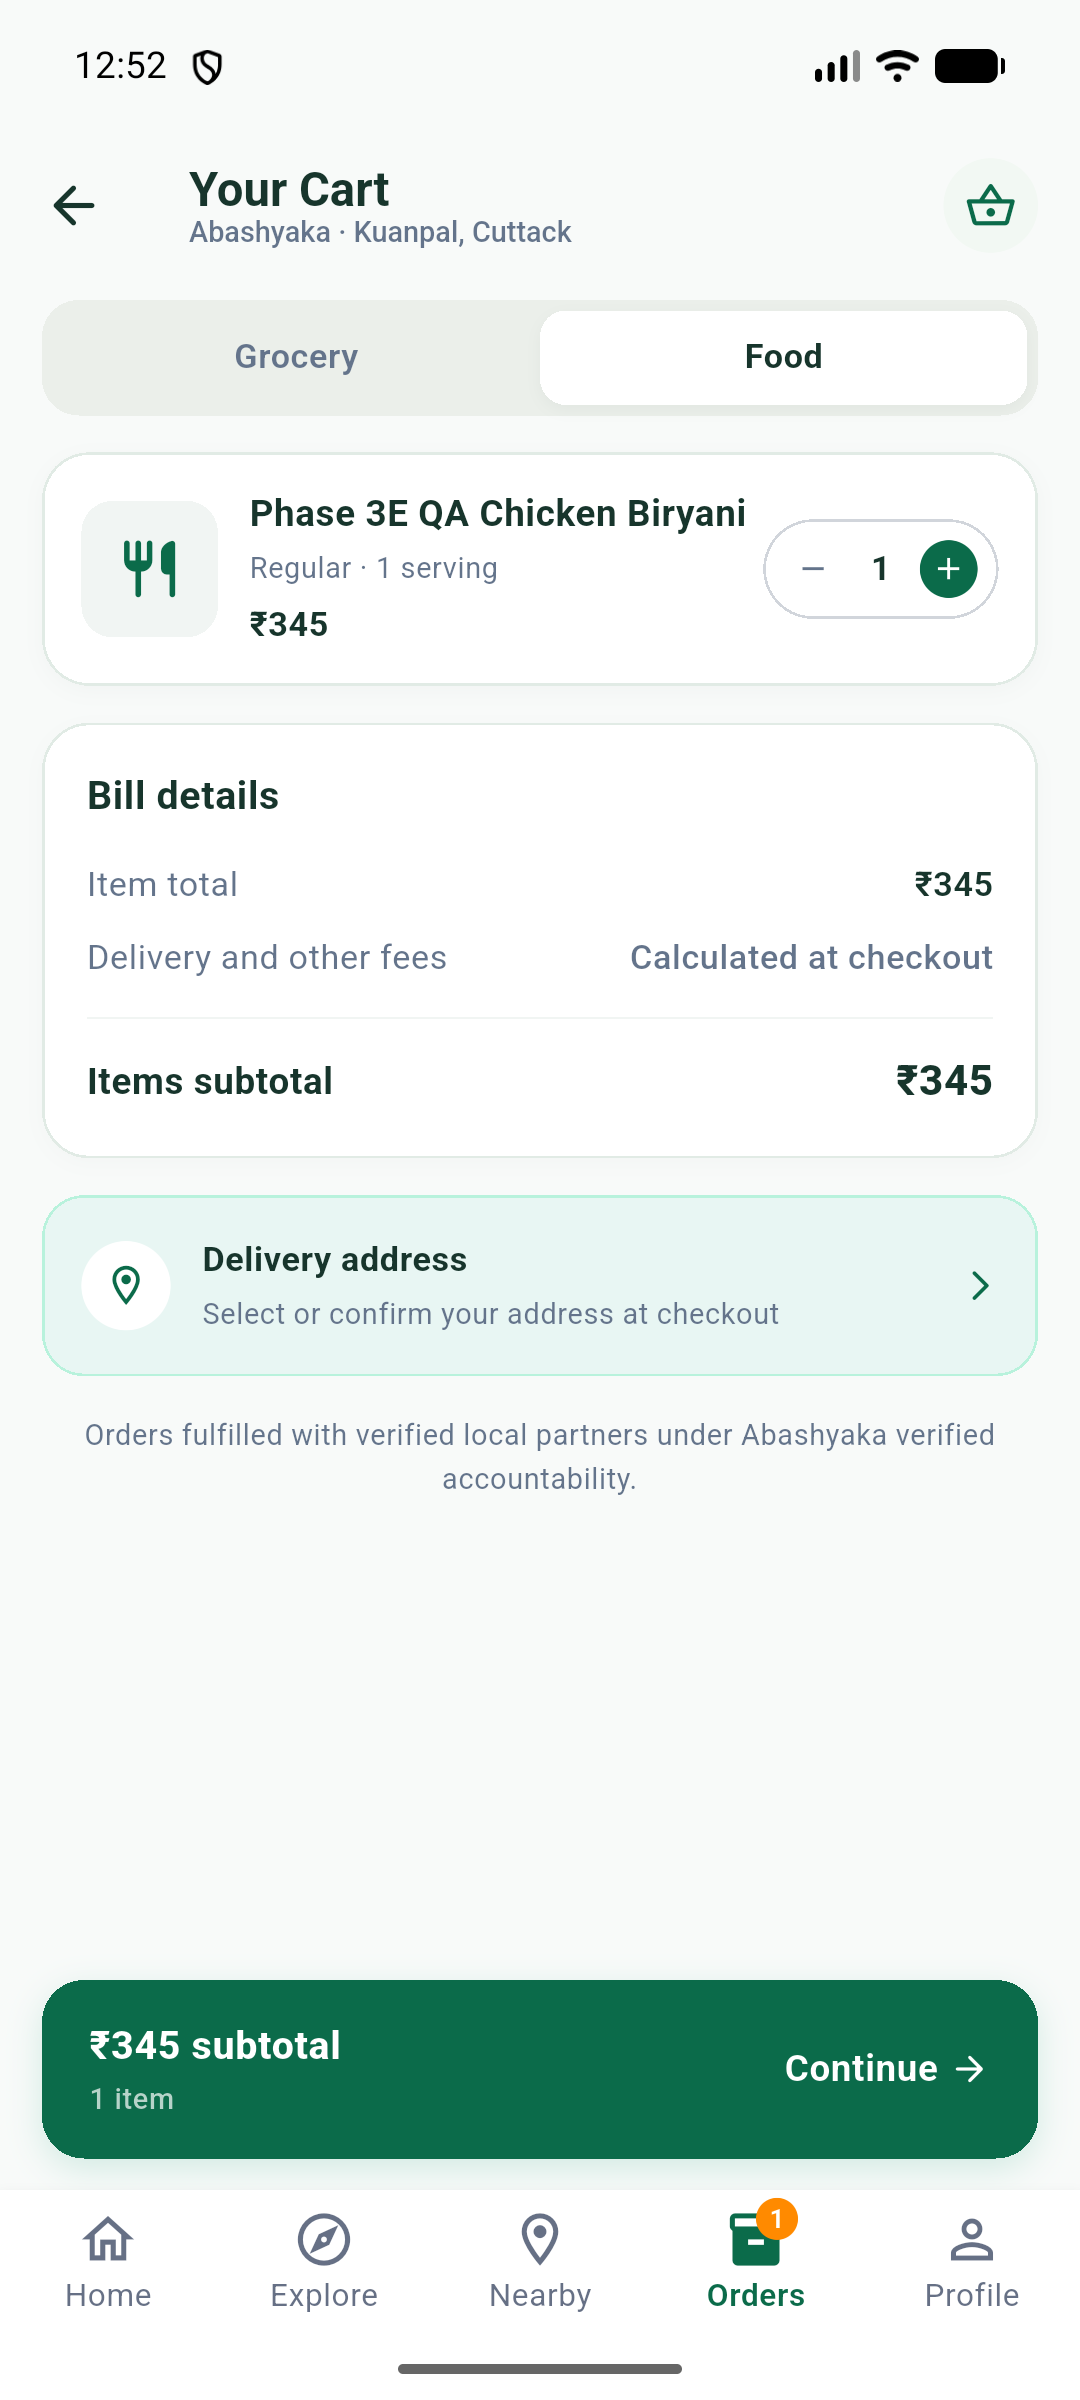 12:52
Your Cart
Abashyaka · Kuanpal, Cuttack
Grocery
Food
Phase 3E QA Chicken Biryani
Regular · 1 serving
₹345
1
Bill details
Item total
₹345
Delivery and other fees
Calculated at checkout
Items subtotal
₹345
Delivery address
Select or confirm your address at checkout
Orders fulfilled with verified local partners under Abashyaka verified
accountability.
₹345 subtotal
1 item
Continue
1
Home
Explore
Nearby
Orders
Profile